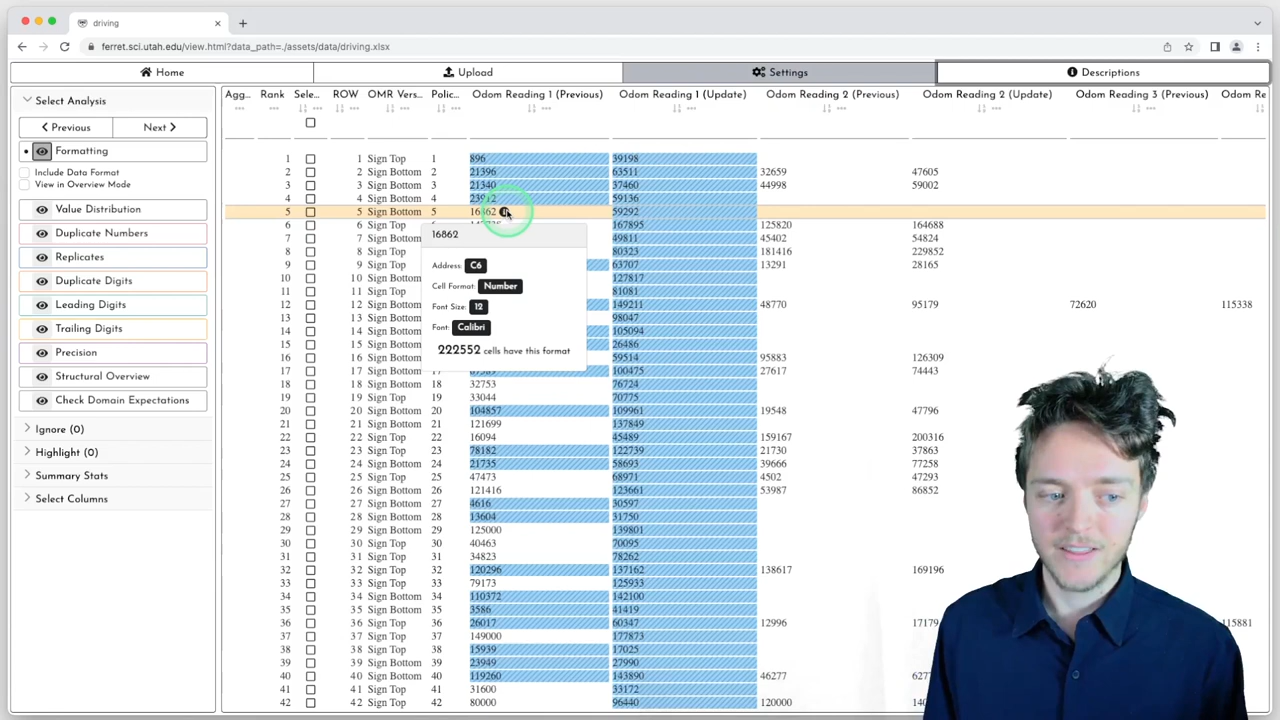 driving
ferret.sci.utah.edu/view.html?data_path=./assets/data/driving.xlsx
Home Upload Settings Descriptions
Select Analysis
Previous Next
Formatting
Include Data Format
View in Overview Mode
Value Distribution
Duplicate Numbers
Replicates
Duplicate Digits
Leading Digits
Trailing Digits
Precision
Structural Overview
Check Domain Expectations
Ignore (0)
Highlight (0)
Summary Stats
Select Columns
Agg... Rank Sele... ROW OMR Vers... Polic... Odom Reading 1 (Previous) Odom Reading 1 (Update) Odom Reading 2 (Previous) Odom Reading 2 (Update) Odom Reading 3 (Previous) Odom Re
1 1 Sign Top 1 896 39198
2 2 Sign Bottom 2 21396 63511 32659 47605
3 3 Sign Bottom 3 21340 37460 44998 59002
4 4 Sign Bottom 4 23912 59136
5 5 Sign Bottom 5 16862 59292
6 6 Sign Top 167895 125820 164688
7 7 Sign Bottom 49811 45402 54824
8 8 Sign Top 80323 181416 229852
9 9 Sign Top 63707 13291 28165
10 10 Sign Bottom 127817
11 11 Sign Top 81081
12 12 Sign Bottom 149211 48770 95179 72620 115338
13 13 Sign Bottom 98047
14 14 Sign Bottom 105094
15 15 Sign Bottom 26486
16 16 Sign Bottom 59514 95883 126309
17 17 Sign Bottom 100475 27617 74443
18 18 Sign Top 18 32753 76724
19 19 Sign Top 19 33044 70775
20 20 Sign Bottom 20 104857 109961 19548 47796
21 21 Sign Bottom 21 121699 137849
22 22 Sign Top 22 16094 45489 159167 200316
23 23 Sign Top 23 78182 122739 21730 37863
24 24 Sign Bottom 24 21735 58693 39666 77258
25 25 Sign Top 25 47473 68971 4502 47293
26 26 Sign Bottom 26 121416 123661 53987 86852
27 27 Sign Bottom 27 4616 30597
28 28 Sign Bottom 28 13604 31750
29 29 Sign Bottom 29 125000 139801
30 30 Sign Top 30 40463 70095
31 31 Sign Top 31 34823 78262
32 32 Sign Top 32 120296 137162 138617 169196
33 33 Sign Top 33 79173 125933
34 34 Sign Bottom 34 110372 142100
35 35 Sign Bottom 35 3586 41419
36 36 Sign Bottom 36 26017 60347 12996 17179 115881
37 37 Sign Top 37 149000 177873
38 38 Sign Top 38 15939 17025
39 39 Sign Bottom 39 23949 27990
40 40 Sign Bottom 40 119260 143890 46277
41 41 Sign Top 41 31600 33172
42 42 Sign Top 42 80000 96440 120000
16862
Address: C6
Cell Format: Number
Font Size: 12
Font: Calibri
222552 cells have this format